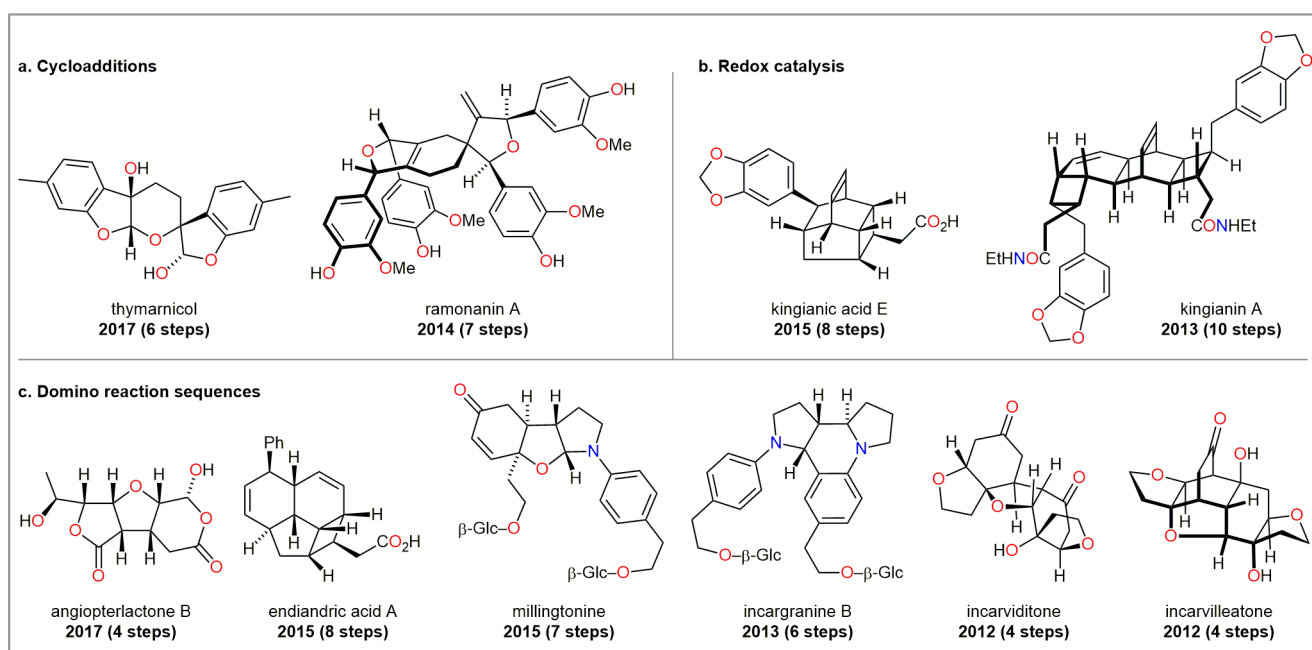 a. Cycloadditions
OH
O
H
O
HO
O
thymarnicol
2017 (6 steps)
H
H
O
H
O
H
OH
OMe
OMe
OH
OMe
OH
HO
OMe
ramonanin A
2014 (7 steps)
b. Redox catalysis
O
O
H
H
H
H
CO2H
kingianic acid E
2015 (8 steps)
O
O
H
H
H
H
H
H
CONHEt
EtHNOC
O
O
kingianin A
2013 (10 steps)
c. Domino reaction sequences
H
H
O
H
OH
HO
O
O
H
H
O
O
angiopterlactone B
2017 (4 steps)
Ph
H
H
H
H
H
H
CO2H
endiandric acid A
2015 (8 steps)
O
H
H
N
O
H
β-Glc–O
β-Glc–O
millingtonine
2015 (7 steps)
H
H
N
N
H
O–β-Glc
O–β-Glc
incargranine B
2013 (6 steps)
O
H
H
O
O
O
H
HO
O
H
incarviditone
2012 (4 steps)
O
OH
O
H
H
H
O
O
H
H
OH
incarvilleatone
2012 (4 steps)